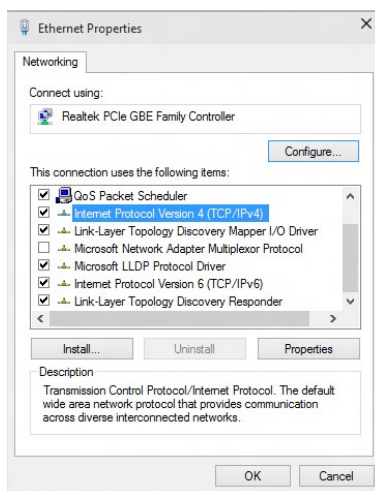 Ethernet Properties
Networking
Connect using:
Realtek PCIe GBE Family Controller
Configure...
This connection uses the following items:
QoS Packet Scheduler
Internet Protocol Version 4 (TCP/IPv4)
Link-Layer Topology Discovery Mapper I/O Driver
Microsoft Network Adapter Multiplexor Protocol
Microsoft LLDP Protocol Driver
Internet Protocol Version 6 (TCP/IPv6)
Link-Layer Topology Discovery Responder
Install... Uninstall Properties
Description
Transmission Control Protocol/Internet Protocol. The default
wide area network protocol that provides communication
across diverse interconnected networks.
OK Cancel